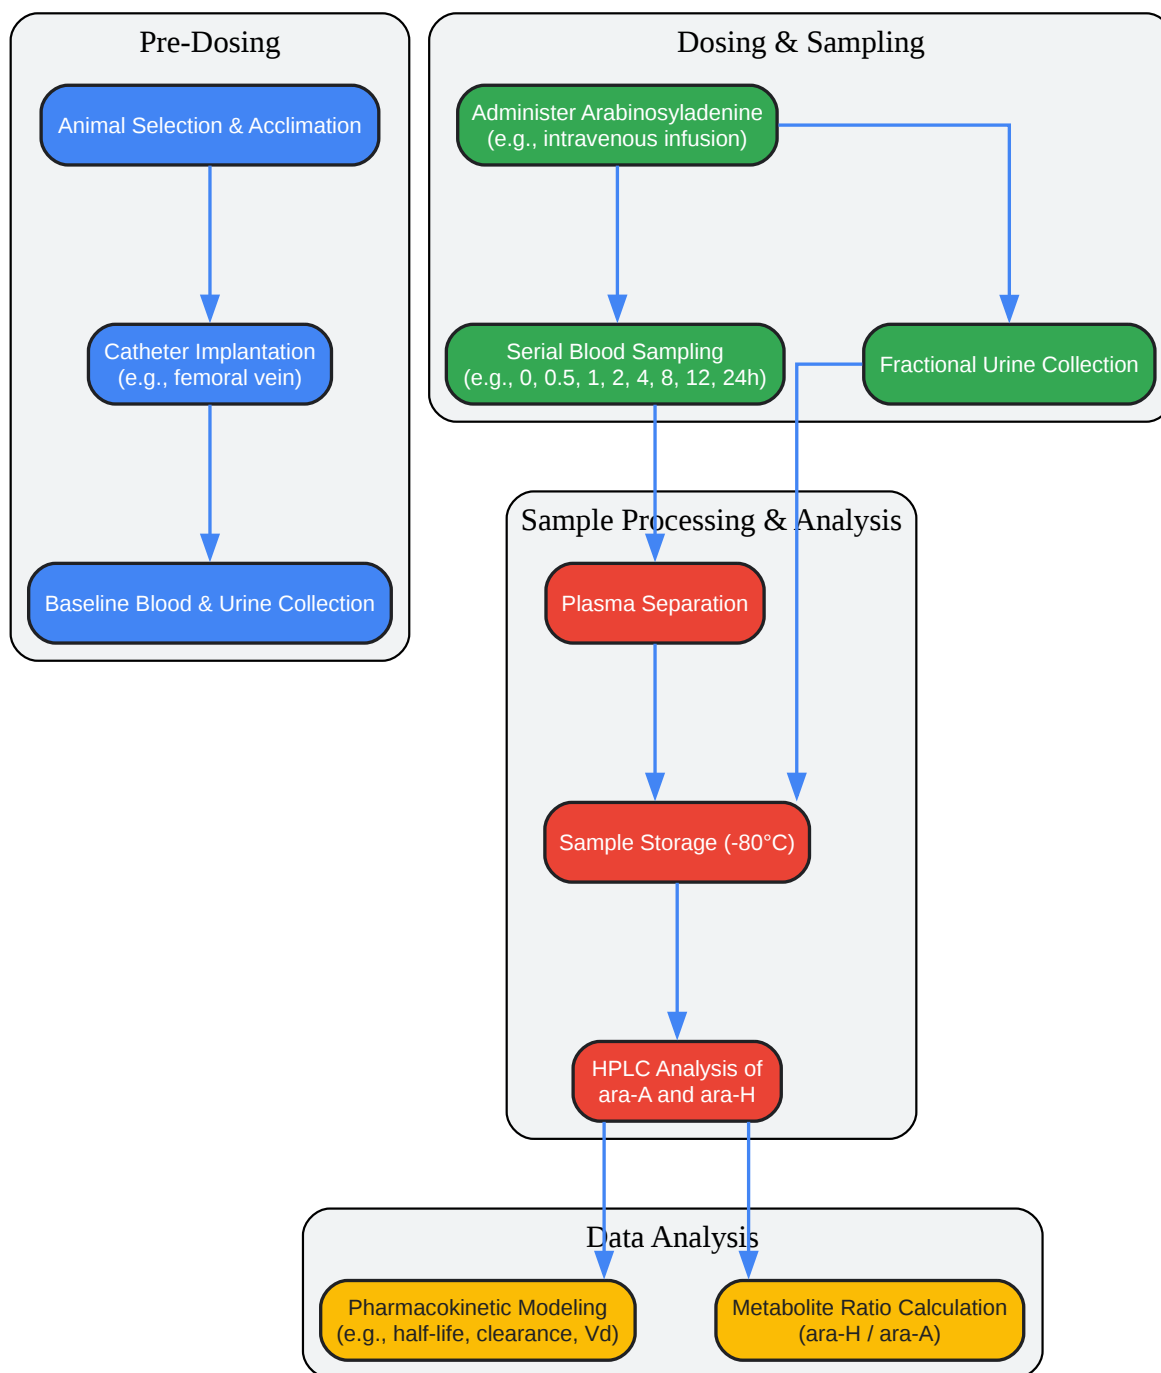 Pre-Dosing
Animal Selection & Acclimation
Catheter Implantation
(e.g., femoral vein)
Baseline Blood & Urine Collection
Dosing & Sampling
Administer Arabinosyladenine
(e.g., intravenous infusion)
Serial Blood Sampling
(e.g., 0, 0.5, 1, 2, 4, 8, 12, 24h)
Fractional Urine Collection
Sample Processing & Analysis
Plasma Separation
Sample Storage (-80°C)
HPLC Analysis of
ara-A and ara-H
Data Analysis
Pharmacokinetic Modeling
(e.g., half-life, clearance, Vd)
Metabolite Ratio Calculation
(ara-H / ara-A)